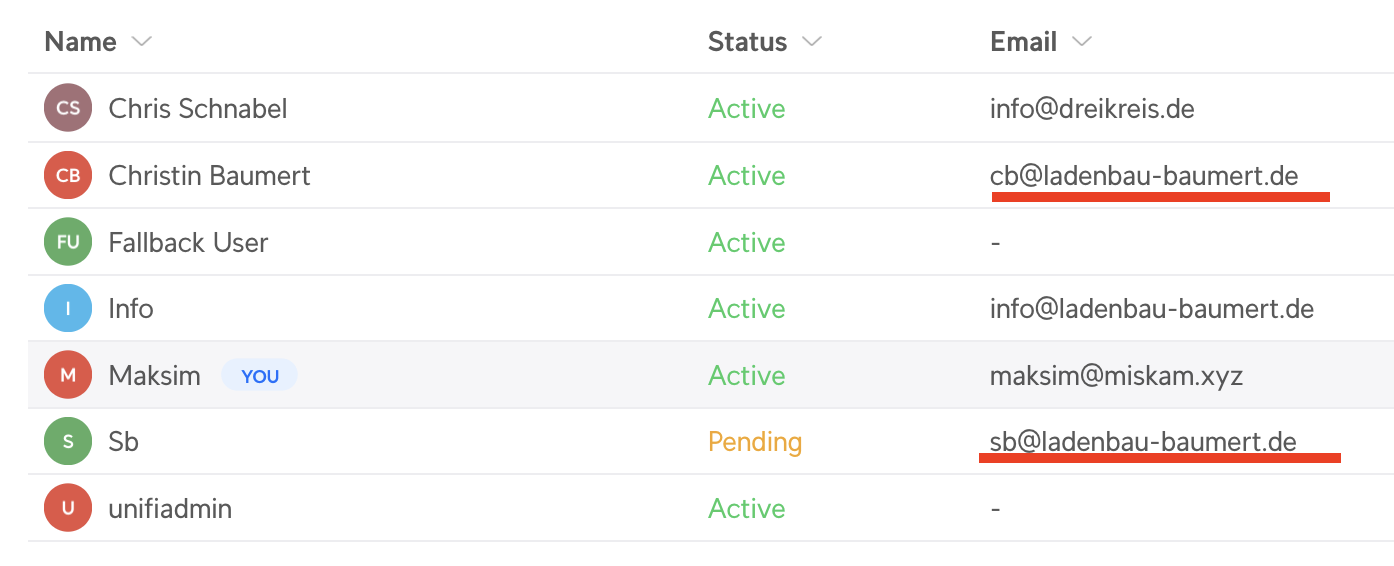 Name Status Email
CS Chris Schnabel Active info@dreikreis.de
CB Christin Baumert Active cb@ladenbau-baumert.de
FU Fallback User Active -
I Info Active info@ladenbau-baumert.de
M Maksim YOU Active maksim@miskam.xyz
S Sb Pending sb@ladenbau-baumert.de
U unifiadmin Active -